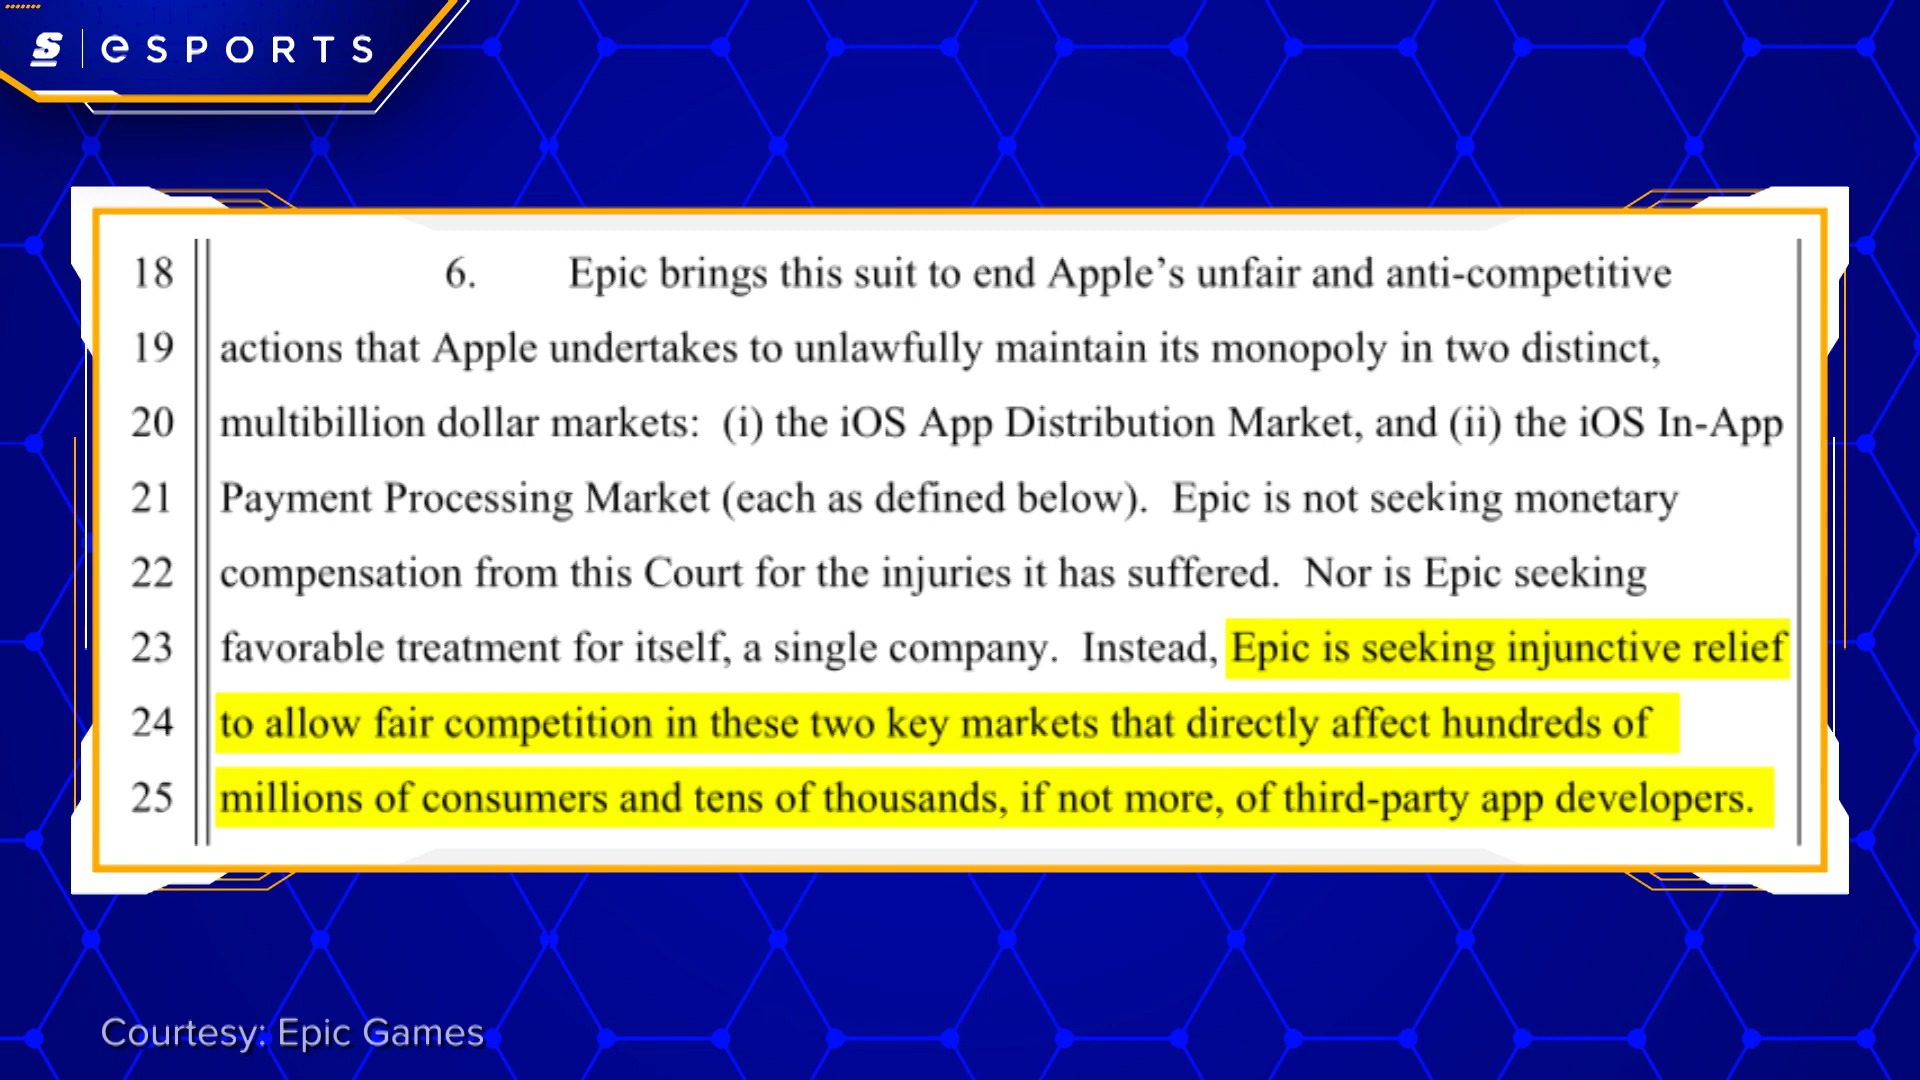 S | eSPORTS
18 6. Epic brings this suit to end Apple’s unfair and anti-competitive
19 actions that Apple undertakes to unlawfully maintain its monopoly in two distinct,
20 multibillion dollar markets: (i) the iOS App Distribution Market, and (ii) the iOS In-App
21 Payment Processing Market (each as defined below). Epic is not seeking monetary
22 compensation from this Court for the injuries it has suffered. Nor is Epic seeking
23 favorable treatment for itself, a single company. Instead, Epic is seeking injunctive relief
24 to allow fair competition in these two key markets that directly affect hundreds of
25 millions of consumers and tens of thousands, if not more, of third-party app developers.
Courtesy: Epic Games